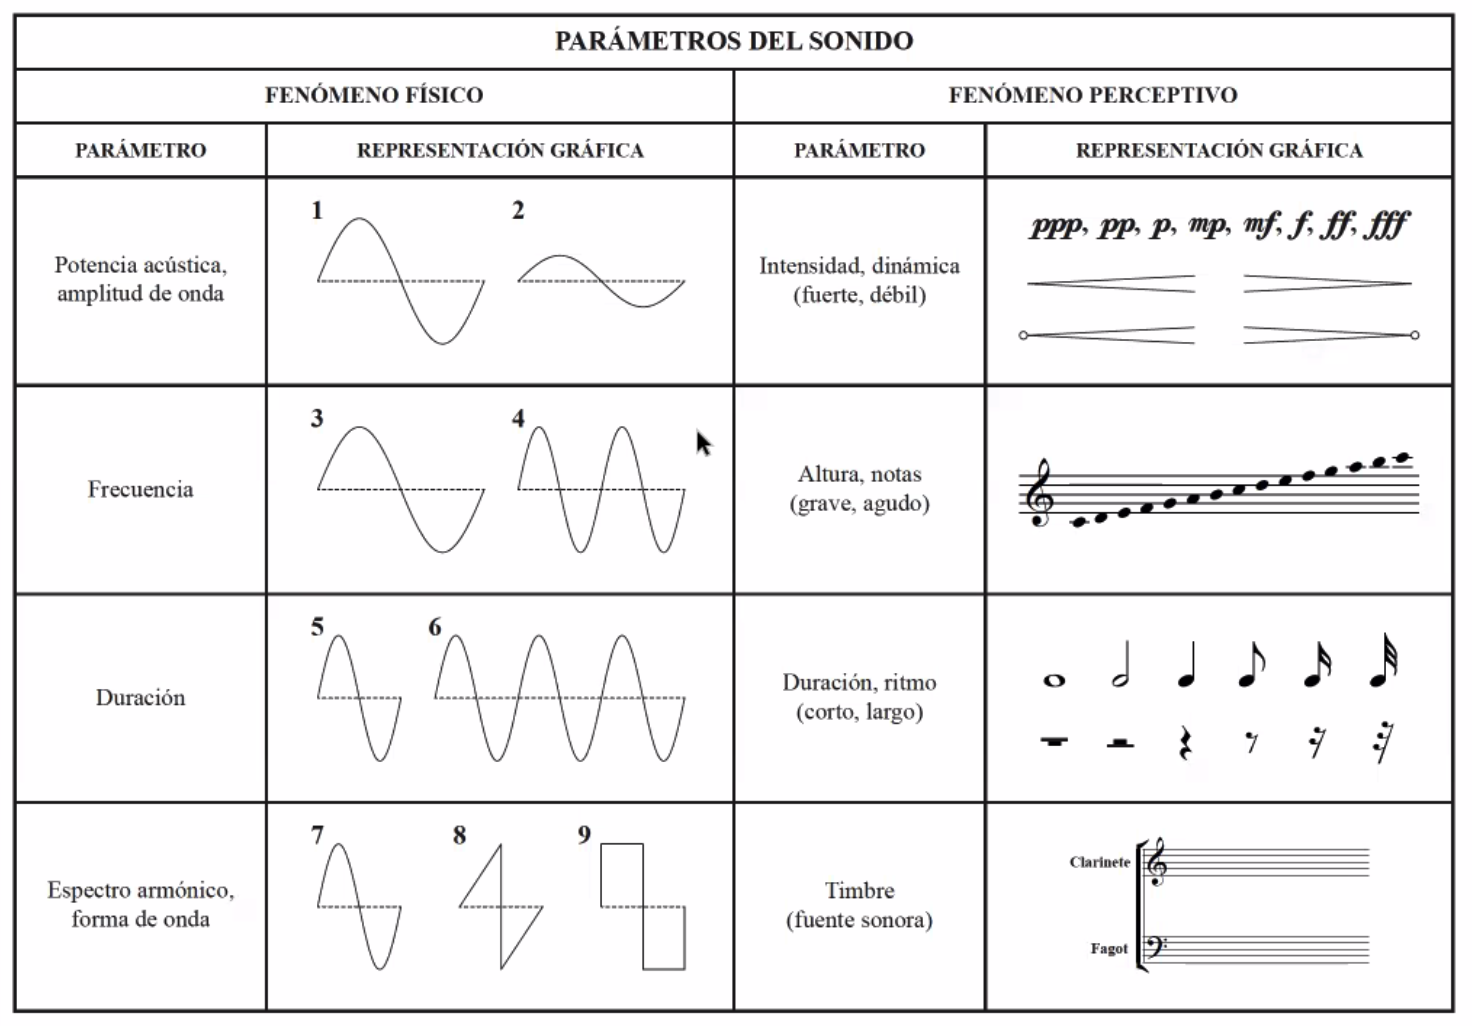 PARÁMETROS DEL SONIDO
FENÓMENO FÍSICO
FENÓMENO PERCEPTIVO
PARÁMETRO
REPRESENTACIÓN GRÁFICA
PARÁMETRO
REPRESENTACIÓN GRÁFICA
Potencia acústica,
amplitud de onda
1
2
Intensidad, dinámica
(fuerte, débil)
ppp, pp, p, mp, mf, f, ff, fff
Frecuencia
3
4
Altura, notas
(grave, agudo)
Duración
5
6
Duración, ritmo
(corto, largo)
Espectro armónico,
forma de onda
7
8
9
Timbre
(fuente sonora)
Clarinete
Fagot